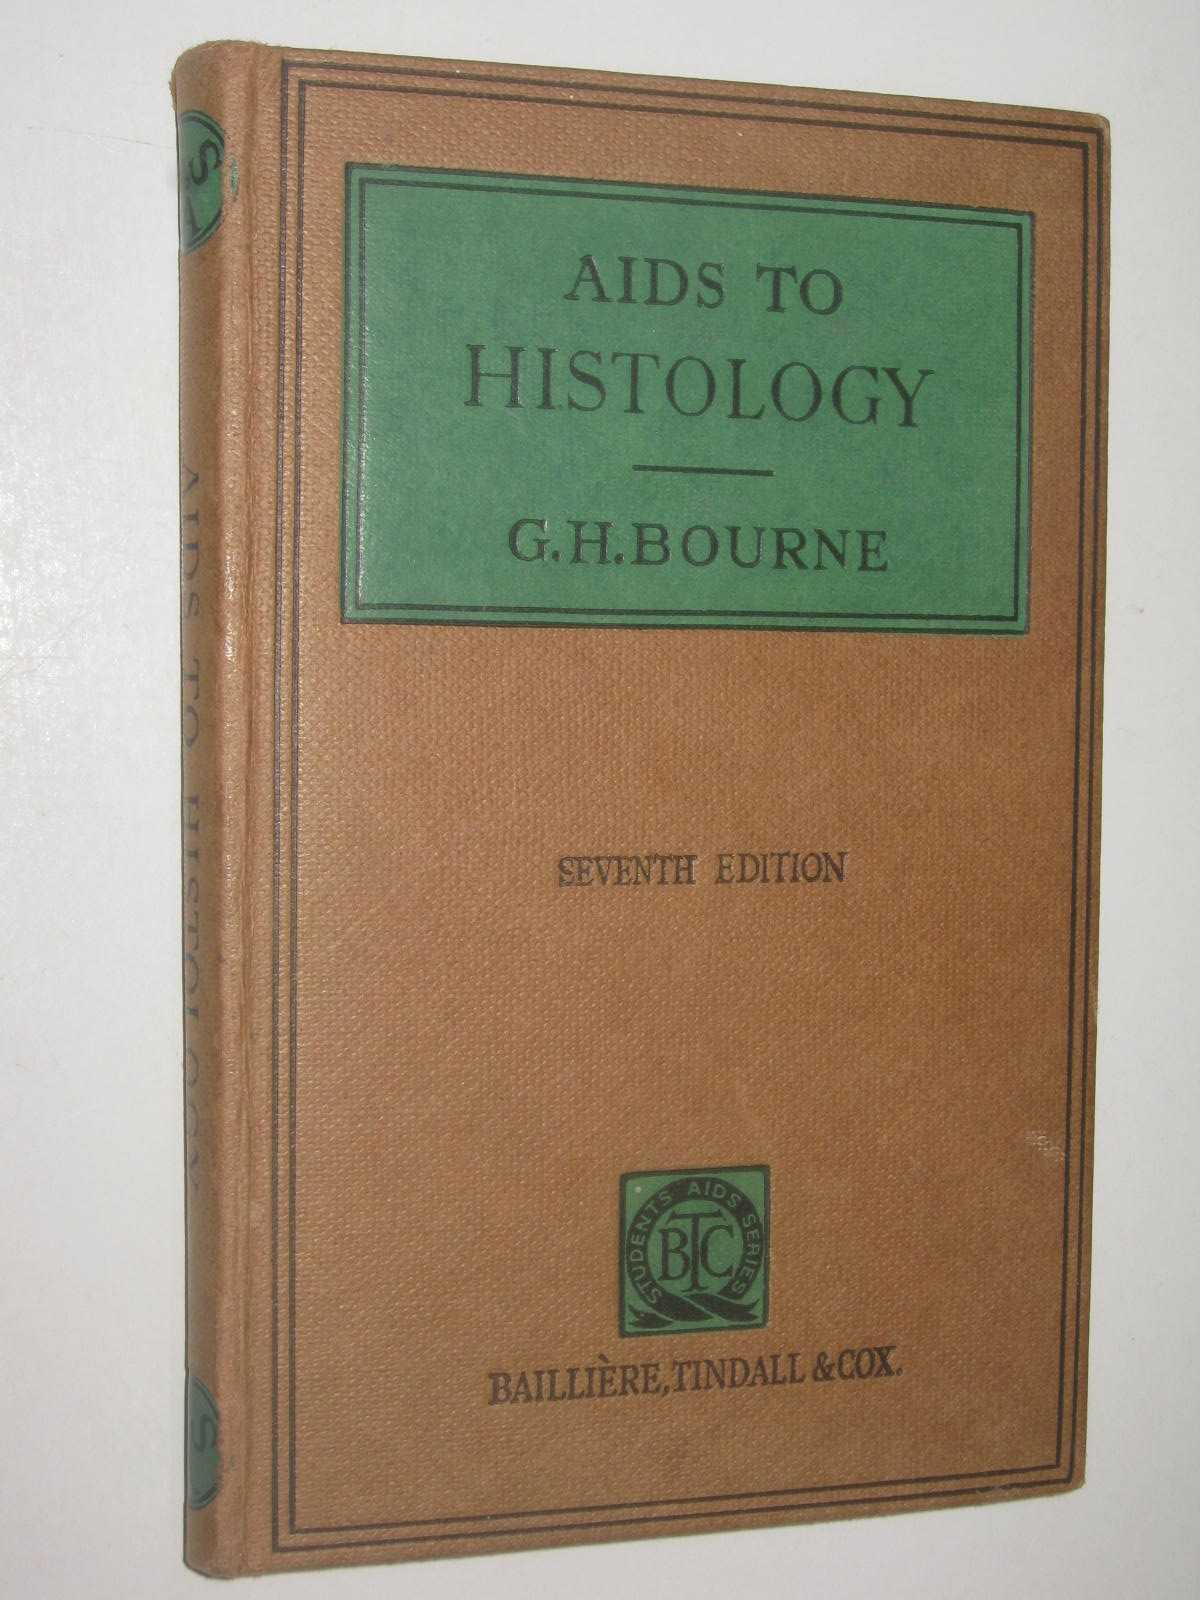 AIDS TO
HISTOLOGY
G.H.BOURNE
SEVENTH EDITION
STUDENTS' AIDS SERIES
BTC
BAILLIÈRE, TINDALL & COX.
AIDS TO HISTOLOGY
S
S